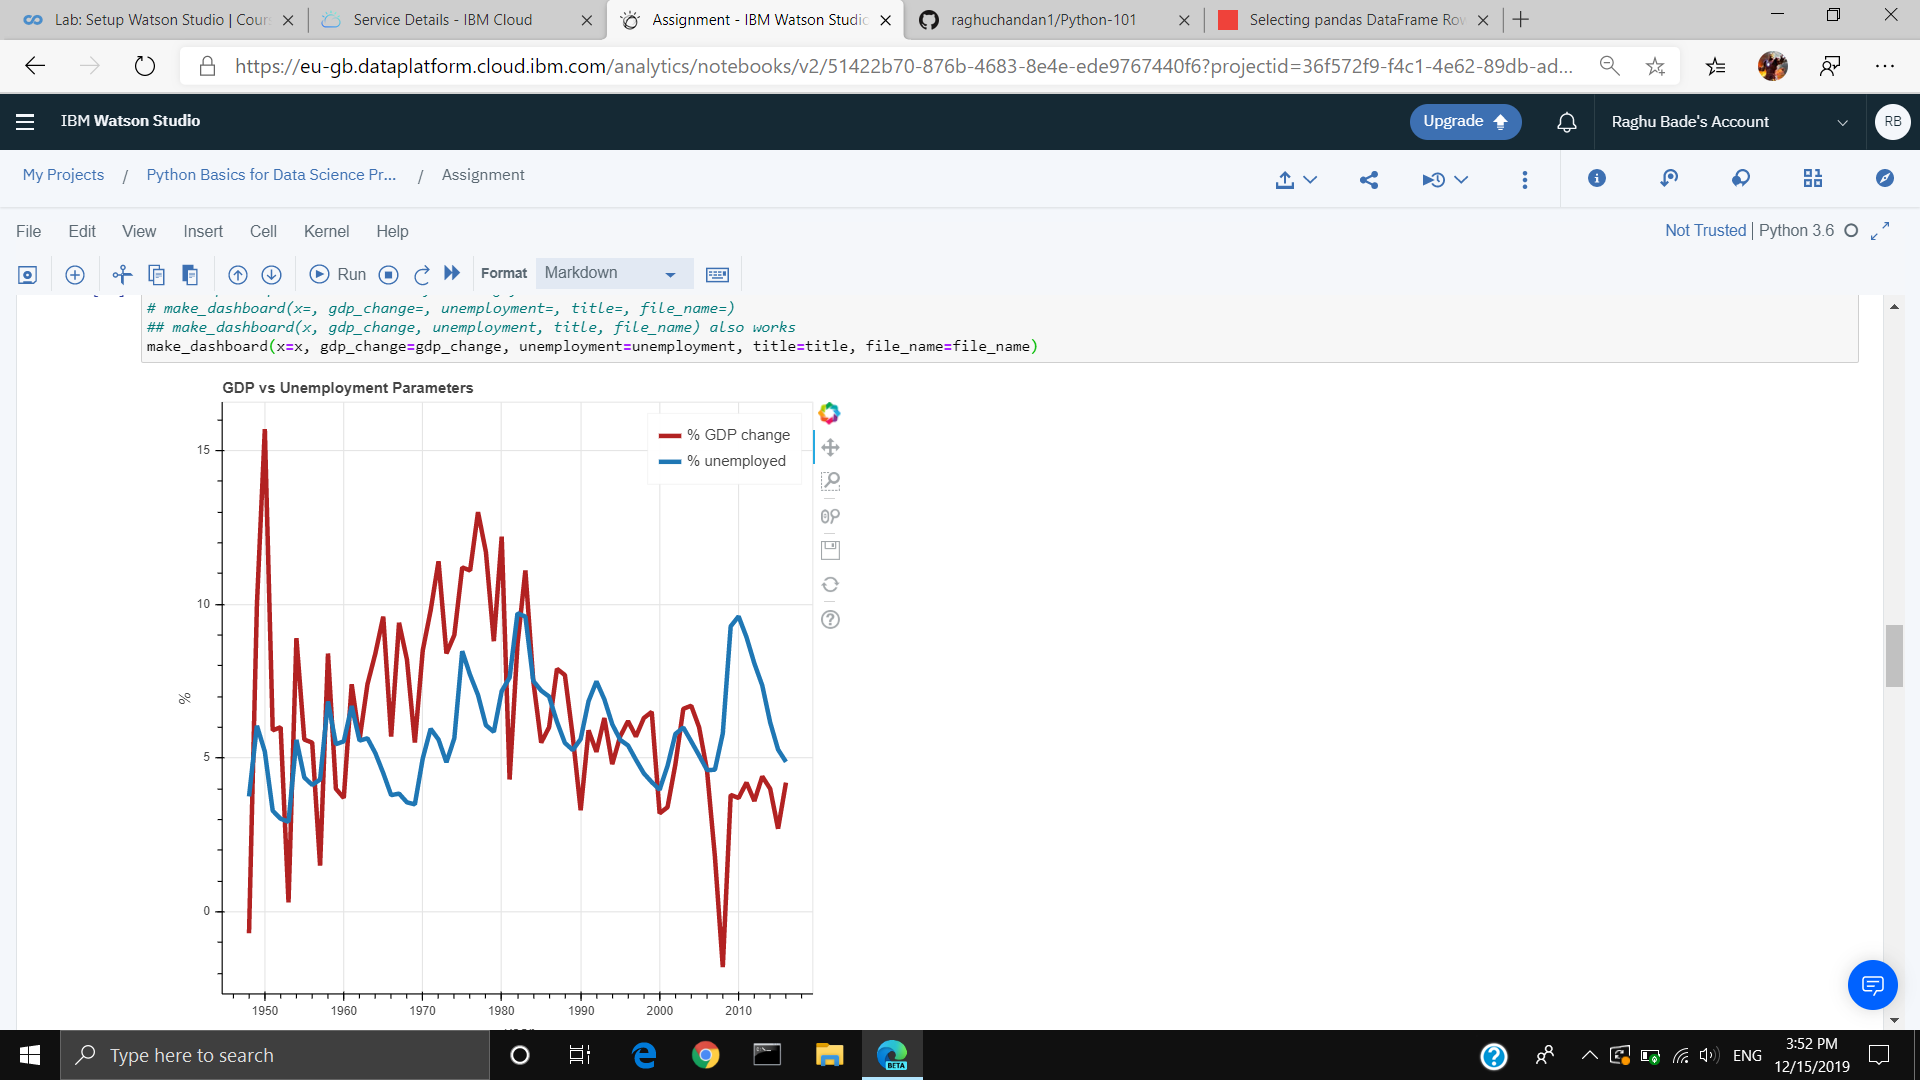 Lab: Setup Watson Studio | Cour
Service Details - IBM Cloud
Assignment - IBM Watson Studio
raghuchandan1/Python-101
Selecting pandas DataFrame Rov
https://eu-gb.dataplatform.cloud.ibm.com/analytics/notebooks/v2/51422b70-876b-4683-8e4e-ede9767440f6?projectid=36f572f9-f4c1-4e62-89db-ad...
IBM Watson Studio
Upgrade
Raghu Bade's Account
RB
My Projects / Python Basics for Data Science Pr... / Assignment
File Edit View Insert Cell Kernel Help
Not Trusted | Python 3.6
Run
Format
Markdown
# make_dashboard(x=, gdp_change=, unemployment=, title=, file_name=)
## make_dashboard(x, gdp_change, unemployment, title, file_name) also works
make_dashboard(x=x, gdp_change=gdp_change, unemployment=unemployment, title=title, file_name=file_name)
GDP vs Unemployment Parameters
% GDP change
% unemployed
15
10
5
0
%
1950 1960 1970 1980 1990 2000 2010
Type here to search
BETA
ENG
3:52 PM
12/15/2019